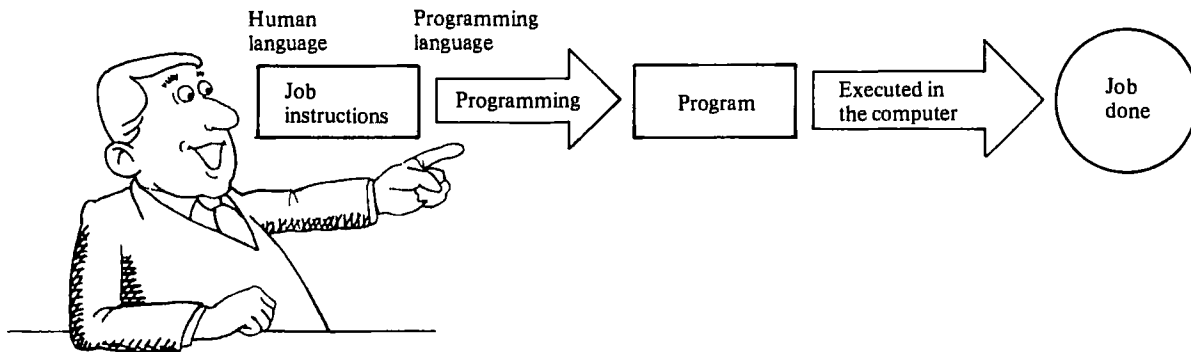 Human
language
Programming
language
Job
instructions
Programming
Program
Executed in
the computer
Job
done